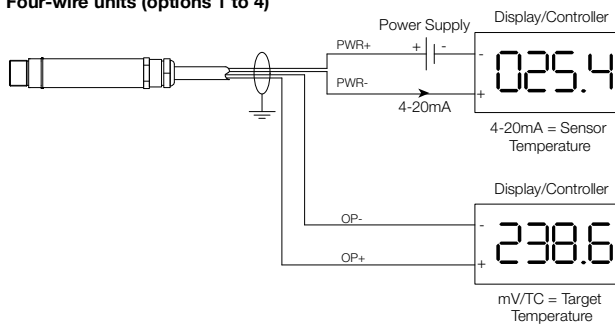 Four-wire units (options 1 to 4)
Power Supply
Display/Controller
PWR+
+
-
-
025.4
PWR-
+
4-20mA
4-20mA = Sensor
Temperature
Display/Controller
OP-
-
238.6
OP+
+
mV/TC = Target
Temperature